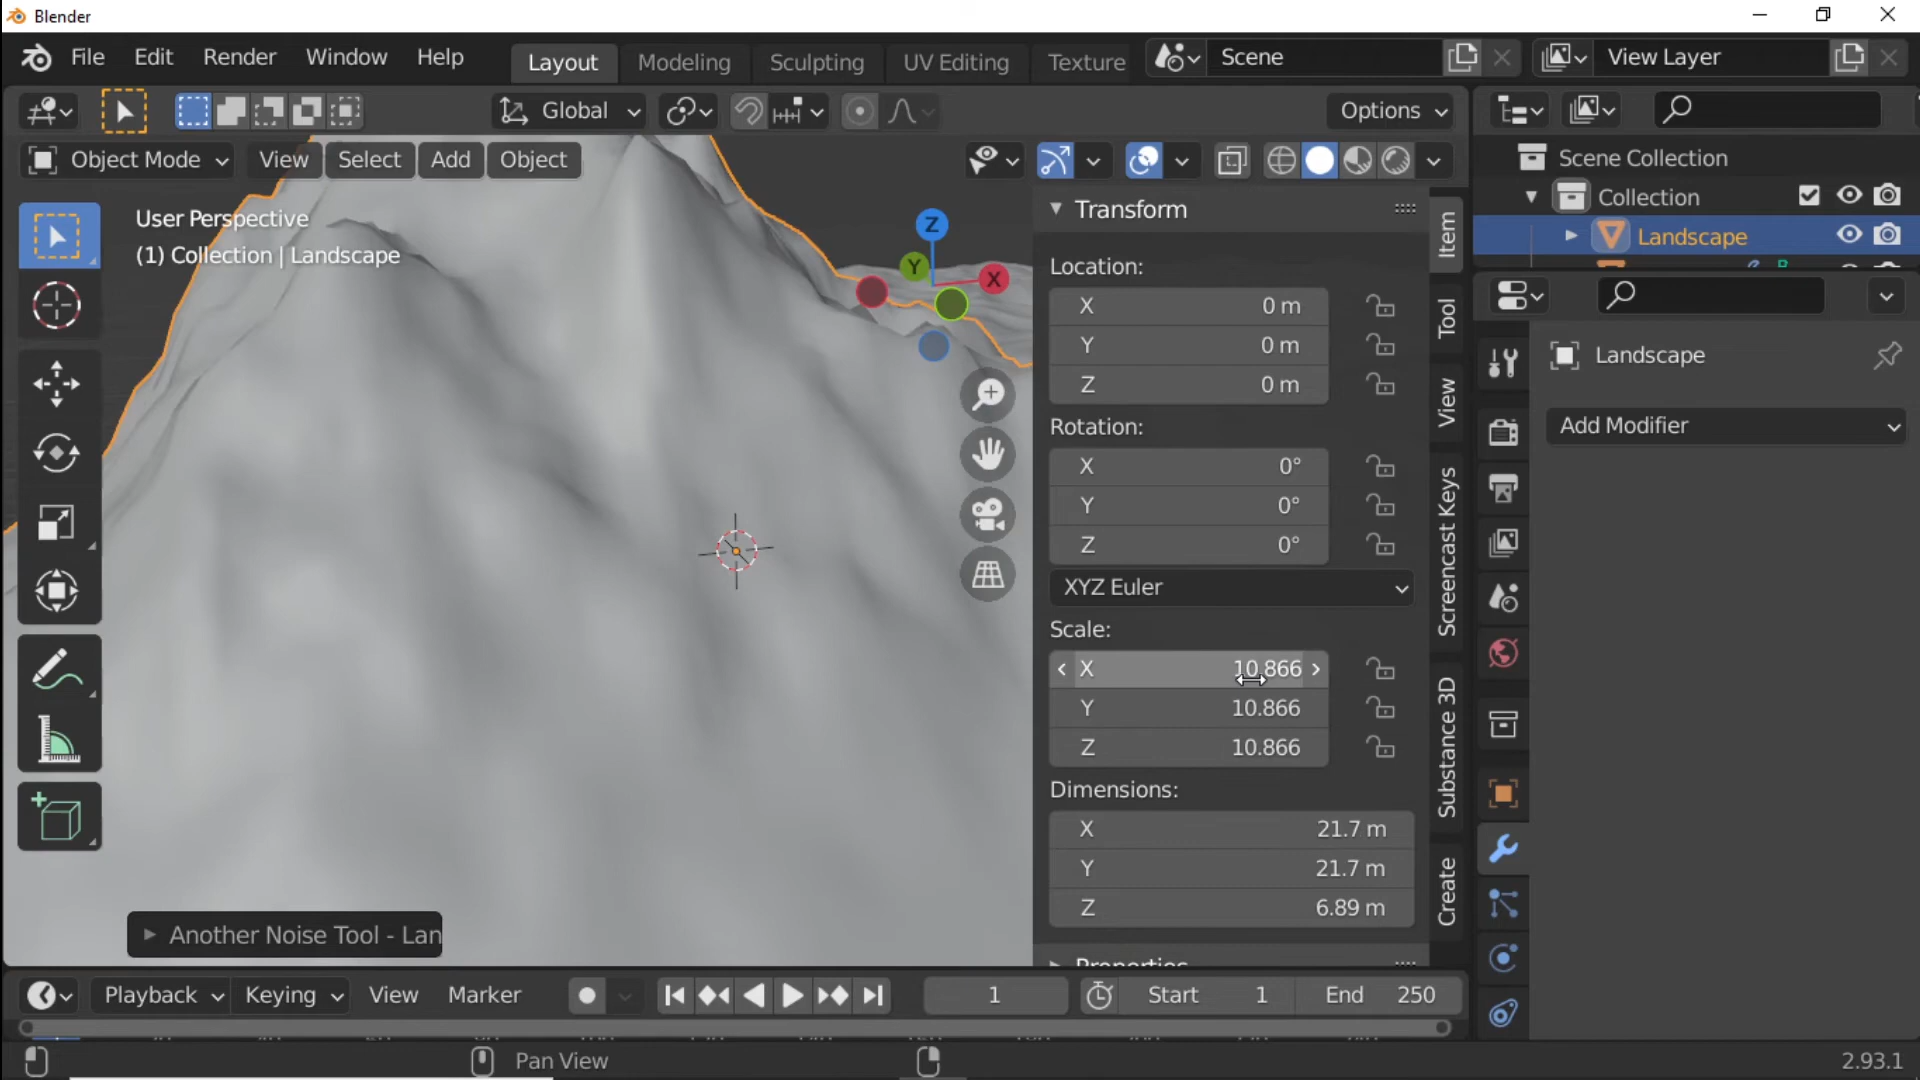 Blender
File Edit Render Window Help Layout Modeling Sculpting UV Editing Texture Scene View Layer
Global Options
Object Mode View Select Add Object
User Perspective
(1) Collection | Landscape
Z
Y
X
Transform
Location:
X 0 m
Y 0 m
Z 0 m
Rotation:
X 0°
Y 0°
Z 0°
XYZ Euler
Scale:
X 10.866
Y 10.866
Z 10.866
Dimensions:
X 21.7 m
Y 21.7 m
Z 6.89 m
Properties
Item
Tool
View
Screencast Keys
Substance 3D
Create
Scene Collection
Collection
Landscape
Landscape
Add Modifier
Another Noise Tool - Lan
Playback Keying View Marker 1 Start 1 End 250
Pan View
2.93.1